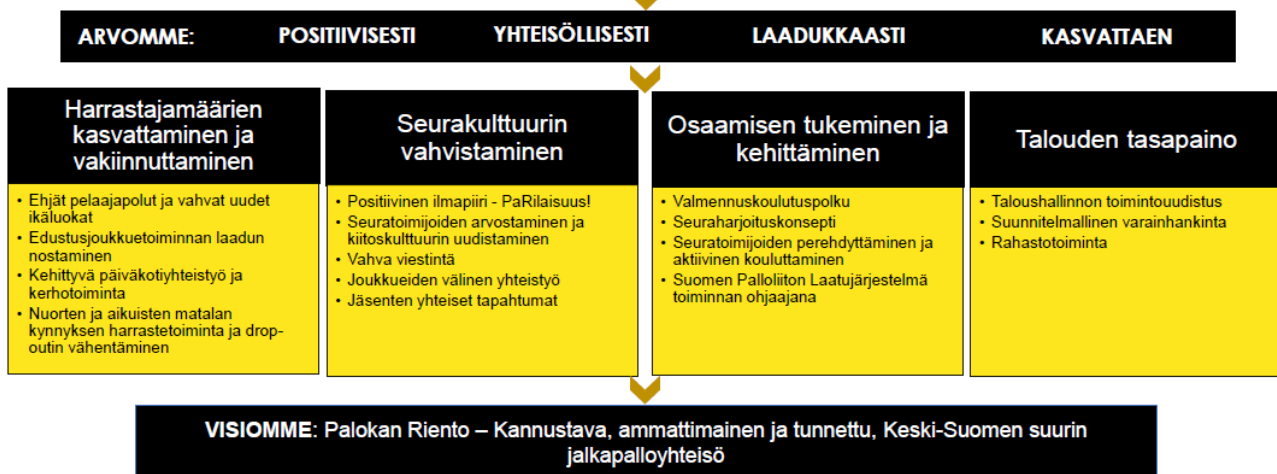 ARVOMME: POSITIIVISESTI YHTEISÖLLISESTI LAADUKKAASTI KASVATTAEN
Harrastajamäärien
kasvattaminen ja
vakiinnuttaminen
• Ehjät pelaajapolut ja vahvat uudet
ikäluokat
• Edustusjoukkuetoiminnan laadun
nostaminen
• Kehittyvä päiväkotiyhteistyö ja
kerhotoiminta
• Nuorten ja aikuisten matalan
kynnyksen harrastetoiminta ja drop-
outin vähentäminen
Seurakulttuurin
vahvistaminen
• Positiivinen ilmapiiri - PaRilaisuus!
• Seuratoimijoiden arvostaminen ja
kiitoskulttuurin uudistaminen
• Vahva viestintä
• Joukkueiden välinen yhteistyö
• Jäsenten yhteiset tapahtumat
Osaamisen tukeminen ja
kehittäminen
• Valmennuskoulutuspolku
• Seuraharjoituskonsepti
• Seuratoimijoiden perehdyttäminen ja
aktiivinen kouluttaminen
• Suomen Palloliiton Laatujärjestelmä
toiminnan ohjaajana
Talouden tasapaino
• Taloushallinnon toimintouudistus
• Suunnitelmallinen varainhankinta
• Rahastotoiminta
VISIOMME: Palokan Riento – Kannustava, ammattimainen ja tunnettu, Keski-Suomen suurin
jalkapalloyhteisö